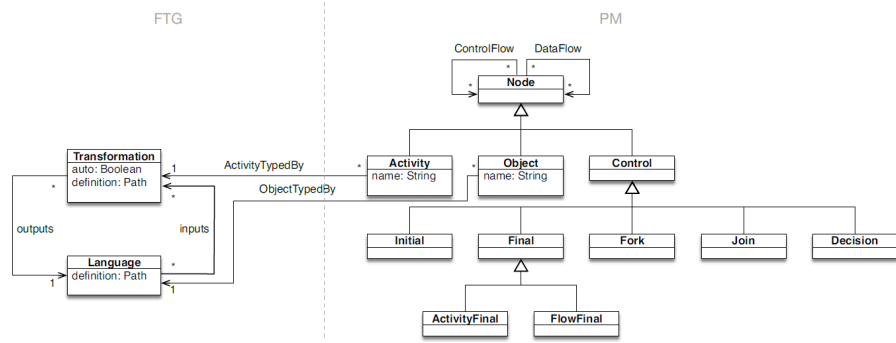 FTG
PM
ControlFlow
DataFlow
*
*
*
*
Node
Transformation
auto: Boolean
definition: Path
1
ActivityTypedBy
*
Activity
name: String
*
Object
name: String
Control
*
*
ObjectTypedBy
outputs
inputs
Initial
Final
Fork
Join
Decision
Language
definition: Path
*
1
1
ActivityFinal
FlowFinal